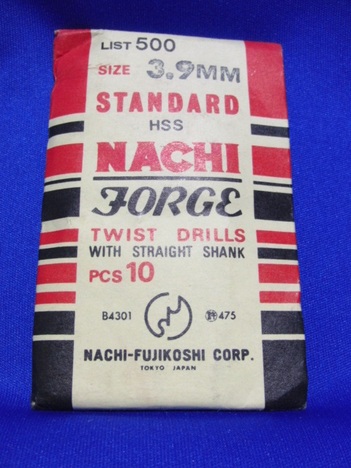 LIST 500
SIZE 3.9MM
STANDARD
HSS
NACHI
FORGE
TWIST DRILLS
WITH STRAIGHT SHANK
PCS 10
B4301 許 475
NACHI-FUJIKOSHI CORP.
TOKYO JAPAN